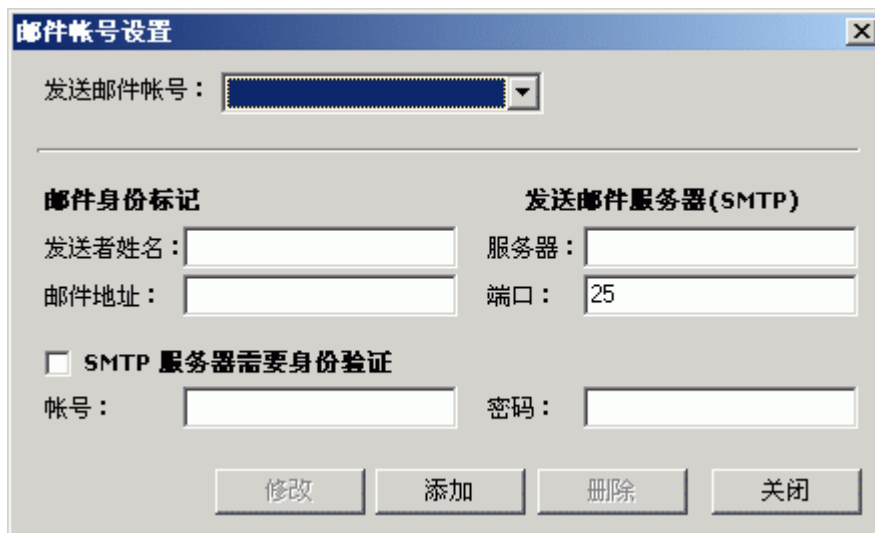 邮件帐号设置
发送邮件帐号：
邮件身份标记 发送邮件服务器(SMTP)
发送者姓名： 服务器：
邮件地址： 端口： 25
SMTP 服务器需要身份验证
帐号： 密码：
修改 添加 删除 关闭